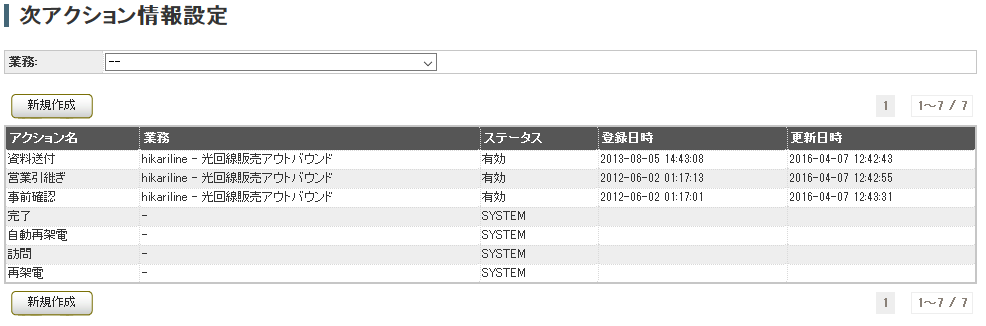 次アクション情報設定
業務: --
新規作成 1 1～7 / 7
アクション名 業務 ステータス 登録日時 更新日時
資料送付 hikariline - 光回線販売アウトバウンド 有効 2013-08-05 14:43:08 2016-04-07 12:42:43
営業引継ぎ hikariline - 光回線販売アウトバウンド 有効 2012-06-02 01:17:13 2016-04-07 12:42:55
事前確認 hikariline - 光回線販売アウトバウンド 有効 2012-06-02 01:17:01 2016-04-07 12:43:31
完了 - SYSTEM
自動再架電 - SYSTEM
訪問 - SYSTEM
再架電 - SYSTEM
新規作成 1 1～7 / 7